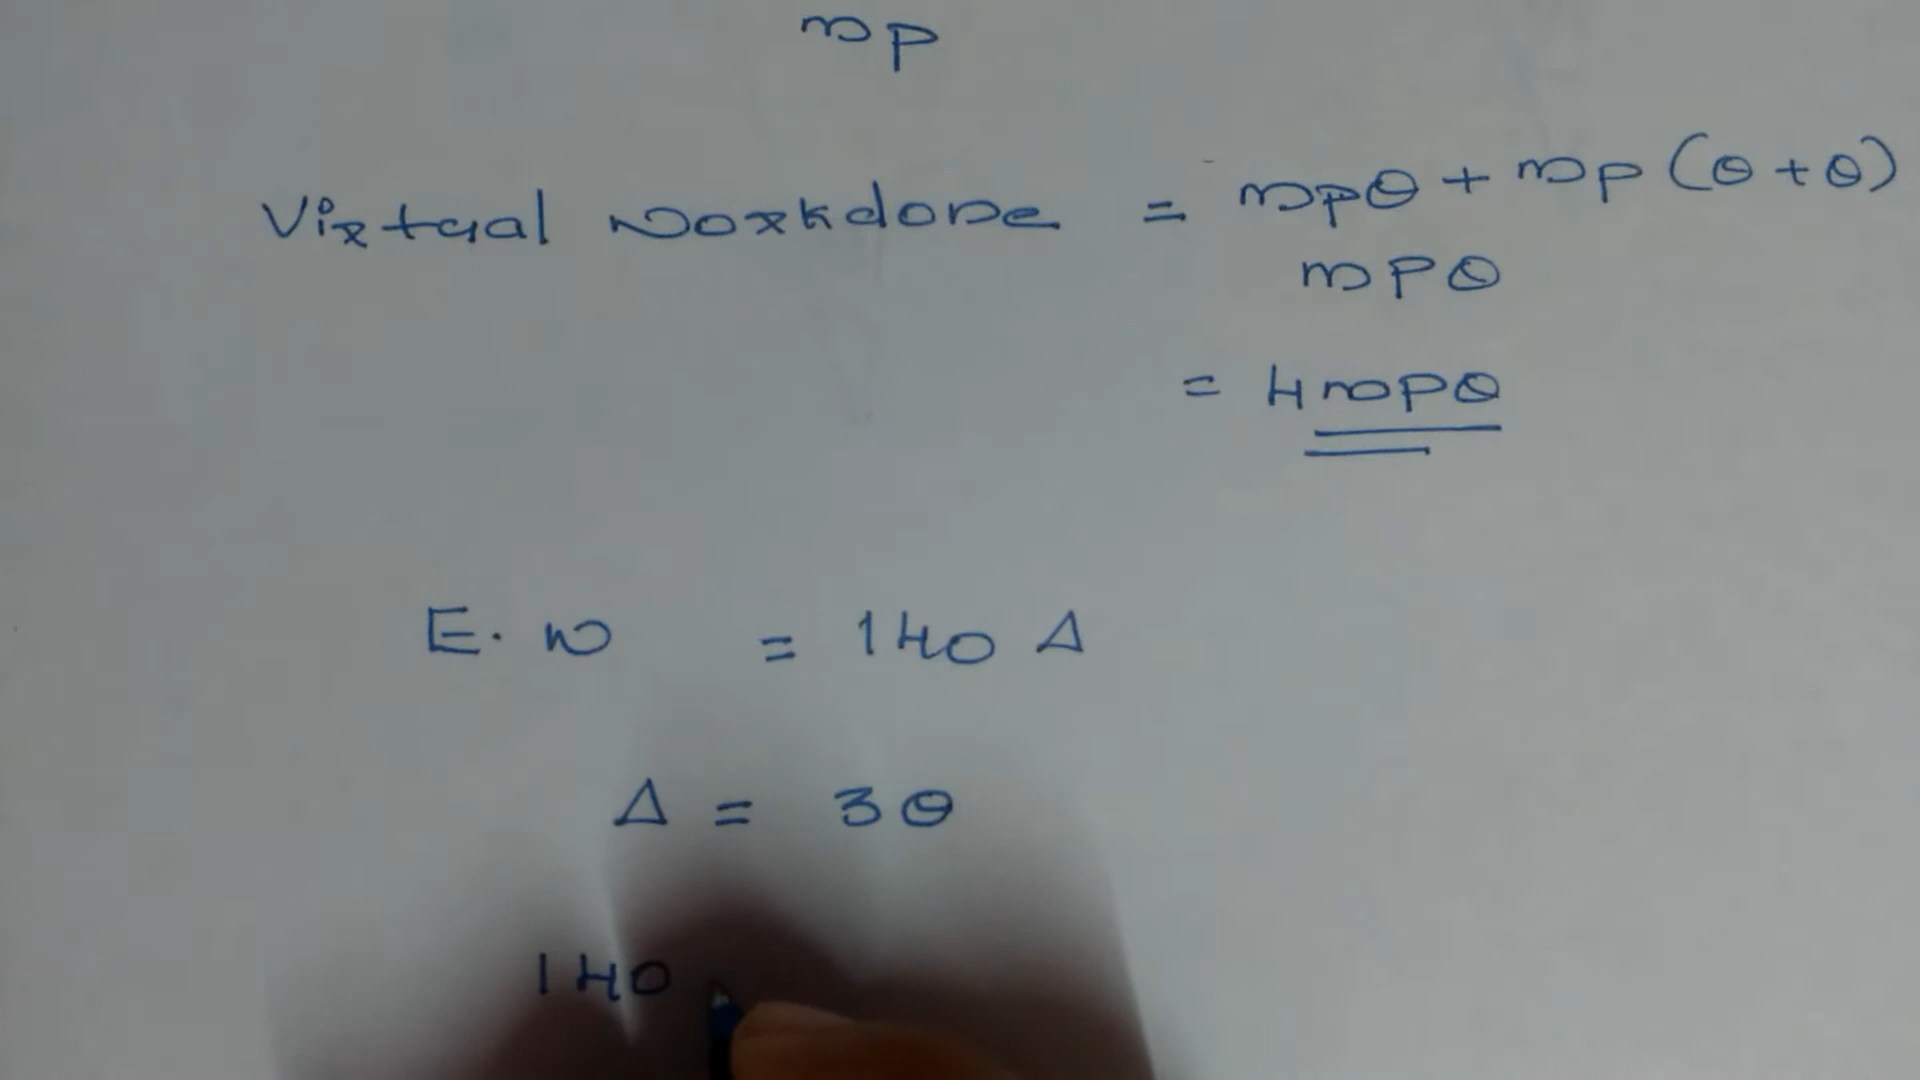 mp
Virtual workdone = mpθ + mp (θ + θ)
mpθ
= 4mpθ
E. W = 140 Δ
Δ = 3θ
140